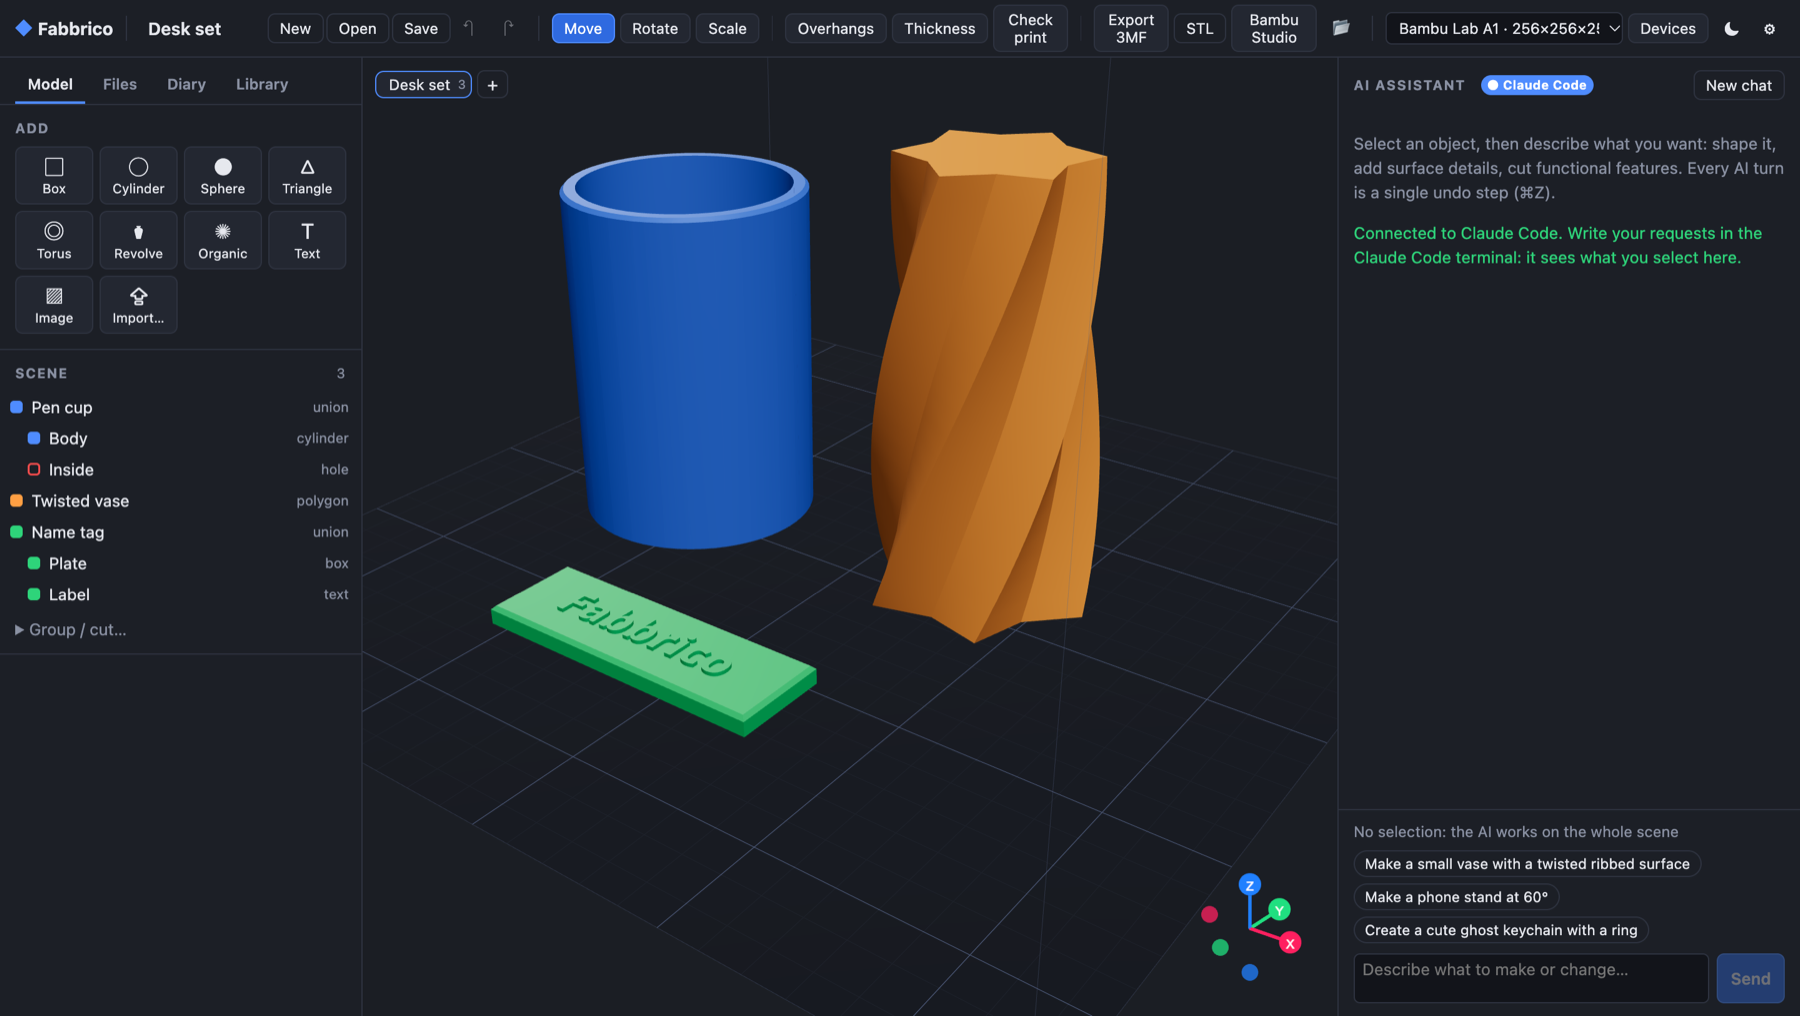 Fabbrico
Desk set
New
Open
Save
Move
Rotate
Scale
Overhangs
Thickness
Check print
Export 3MF
STL
Bambu Studio
Bambu Lab A1 · 256×256×25
Devices
Model
Files
Diary
Library
ADD
Box
Cylinder
Sphere
Triangle
Torus
Revolve
Organic
T
Text
Image
Import...
SCENE 3
Pen cup union
Body cylinder
Inside hole
Twisted vase polygon
Name tag union
Plate box
Label text
Group / cut...
Desk set 3
+
Fabbrico
Z
Y
X
AI ASSISTANT
Claude Code
New chat
Select an object, then describe what you want: shape it,
add surface details, cut functional features. Every AI turn
is a single undo step (⌘Z).
Connected to Claude Code. Write your requests in the
Claude Code terminal: it sees what you select here.
No selection: the AI works on the whole scene
Make a small vase with a twisted ribbed surface
Make a phone stand at 60°
Create a cute ghost keychain with a ring
Describe what to make or change...
Send